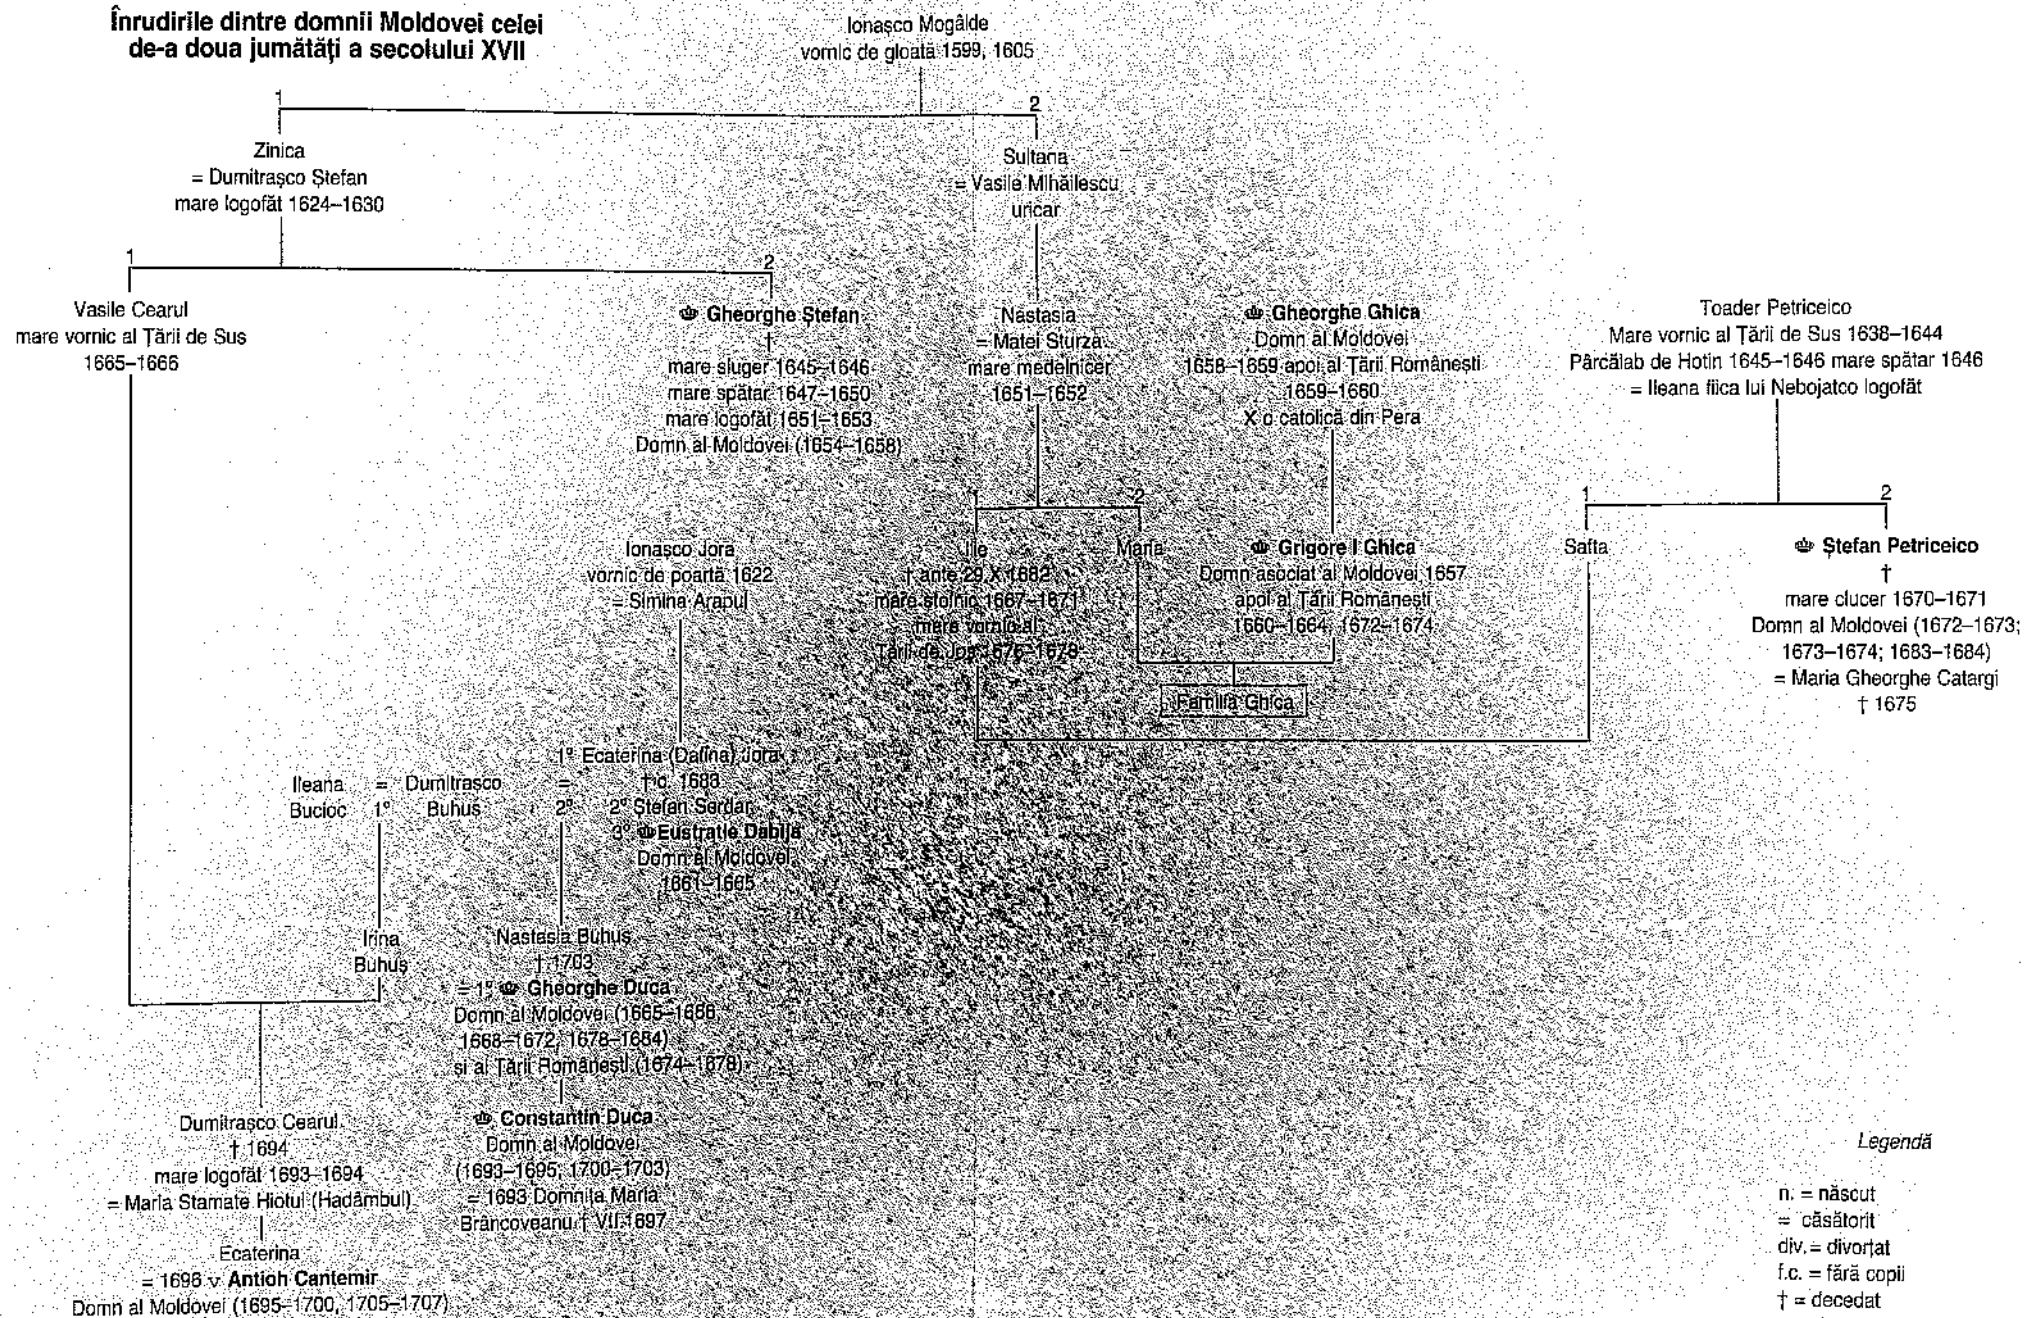 Înrudirile dintre domnii Moldovei celei
de-a doua jumătăți a secolului XVII
Ionașco Mogâlde
vornic de gloată 1599, 1605
1
2
Zinica
= Dumitrașco Ștefan
mare logofăt 1624–1630
Sultana
= Vasile Mihăilescu
uricar
1
2
Vasile Cearul
mare vornic al Țării de Sus
1665–1666
Gheorghe Ștefan
†
mare sluger 1645–1646
mare spătar 1647–1650
mare logofăt 1651–1653
Domn al Moldovei (1654–1658)
Nastasia
= Matei Sturza
mare medelnicer
1651–1652
Gheorghe Ghica
Domn al Moldovei
1658–1659 apoi al Țării Românești
1659–1660
X o catolică din Pera
Toader Petriceico
Mare vornic al Țării de Sus 1638–1644
Pârcălab de Hotin 1645–1646 mare spătar 1646
= Ileana fiica lui Nebojatco logofăt
1
2
1
2
Ionașco Jora
vornic de poartă 1622
= Simina Arapul
Ilie
† ante 29 X 1682
mare stolnic 1667–1671
mare vornic al
Țării de Jos 1676–1678
Maria
Grigore I Ghica
Domn asociat al Moldovei 1657
apoi al Țării Românești
1660–1664, 1672–1674
Safta
Ștefan Petriceico
†
mare clucer 1670–1671
Domn al Moldovei (1672–1673;
1673–1674; 1683–1684)
= Maria Gheorghe Catargi
† 1675
Familia Ghica
Ileana = Dumitrașco =
Bucioc 1° Buhuș 2°
1° Ecaterina (Dafina) Jora
† c. 1683
2° Ștefan Serdar
3° Eustratie Dabija
Domn al Moldovei
1661–1665
Irina
Buhuș
Nastasia Buhuș
† 1703
= 1° Gheorghe Duca
Domn al Moldovei (1665–1666,
1668–1672, 1678–1684)
și al Țării Românești (1674–1678)
Dumitrașco Cearul
† 1694
mare logofăt 1693–1694
= Maria Stamate Hiotul (Hadâmbul)
Constantin Duca
Domn al Moldovei
(1693–1695, 1700–1703)
= 1693 Domnița Maria
Brâncoveanu † VII 1697
Ecaterina
= 1696 v Antioh Cantemir
Domn al Moldovei (1695–1700, 1705–1707)
Legendă
n. = născut
= căsătorit
div. = divorțat
f.c. = fără copii
† = decedat